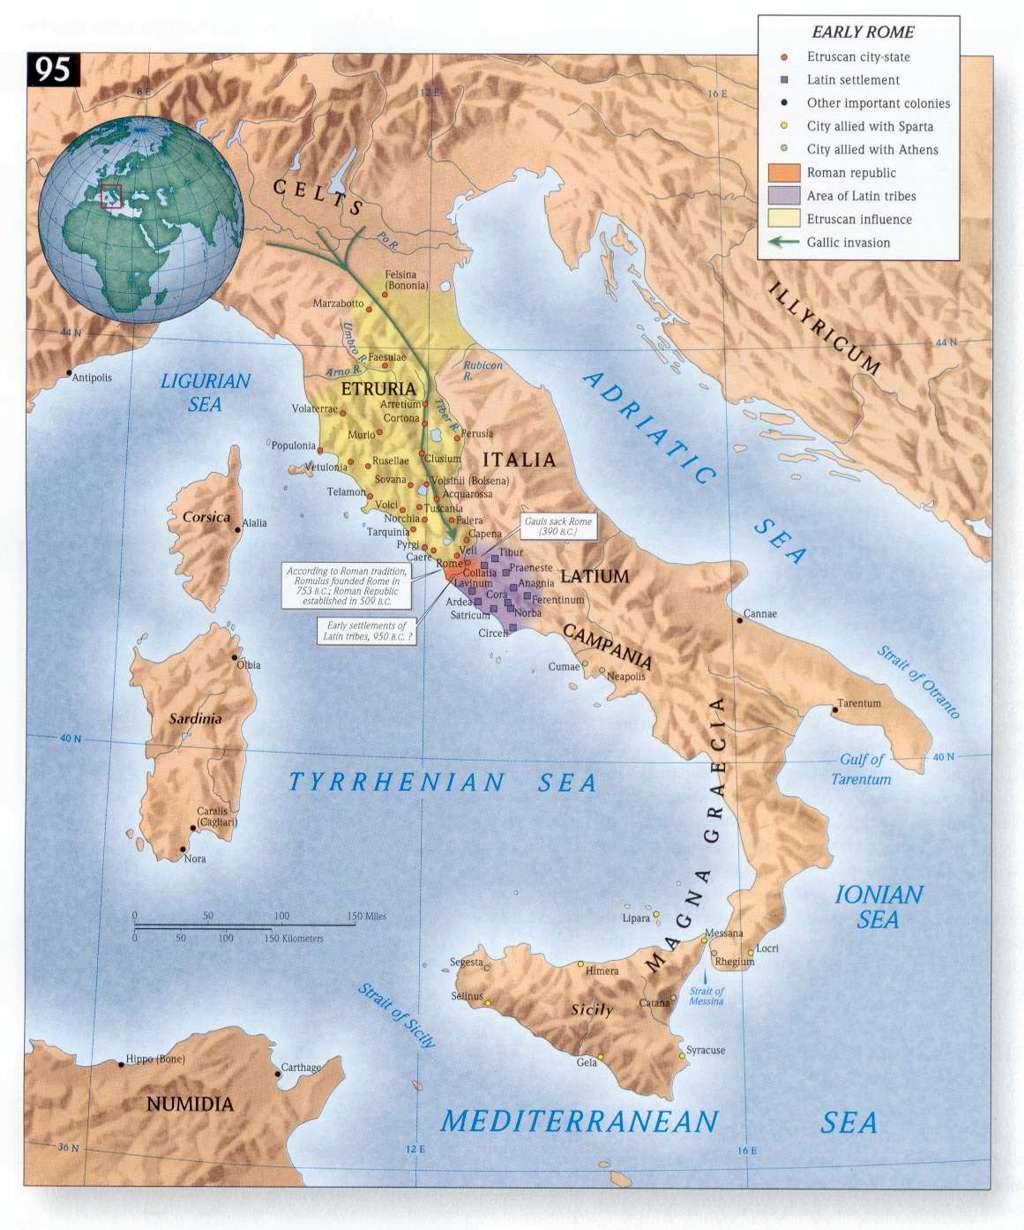 95
EARLY ROME
Etruscan city-state
Latin settlement
Other important colonies
City allied with Sparta
City allied with Athens
Roman republic
Area of Latin tribes
Etruscan influence
Gallic invasion
8 E
12 E
16 E
CELTS
Po R.
Felsina
(Bononia)
Marzabotto
ILLYRICUM
44 N
44 N
Umbro R.
Faesulae
Arno R.
Rubicon
R.
Antipolis
LIGURIAN
SEA
ETRURIA
ADRIATIC
SEA
Volaterrae
Arretium
Cortona
Tiber R.
Murlo
Perusia
Populonia
Clusium
ITALIA
Vetulonia
Rusellae
Sovana
Volsinii (Bolsena)
Telamon
Acquarossa
Volci
Tuscania
Corsica
Alalia
Norchia
Falera
Gauls sack Rome
(390 B.C.)
Tarquinia
Capena
Pyrgi
Veii
Caere
Rome
Tibur
According to Roman tradition,
Romulus founded Rome in
753 B.C.; Roman Republic
established in 509 B.C.
Collatia
Praeneste
LATIUM
Lavinum
Anagnia
Cora
Ferentinum
Ardea
Norba
Satricum
Early settlements of
Latin tribes, 950 B.C. ?
Circeii
Cannae
CAMPANIA
Cumae
Neapolis
Olbia
Strait of Otranto
Sardinia
Tarentum
40 N
40 N
Gulf of
Tarentum
TYRRHENIAN SEA
MAGNA GRAECIA
Caralis
(Cagliari)
Nora
0 50 100 150 Miles
0 50 100 150 Kilometers
IONIAN
SEA
Lipara
Messana
Locri
Rhegium
Segesta
Himera
Selinus
Strait of
Messina
Catana
Sicily
Strait of Sicily
Syracuse
Gela
Hippo (Bone)
Carthage
NUMIDIA
MEDITERRANEAN SEA
36 N
12 E
16 E